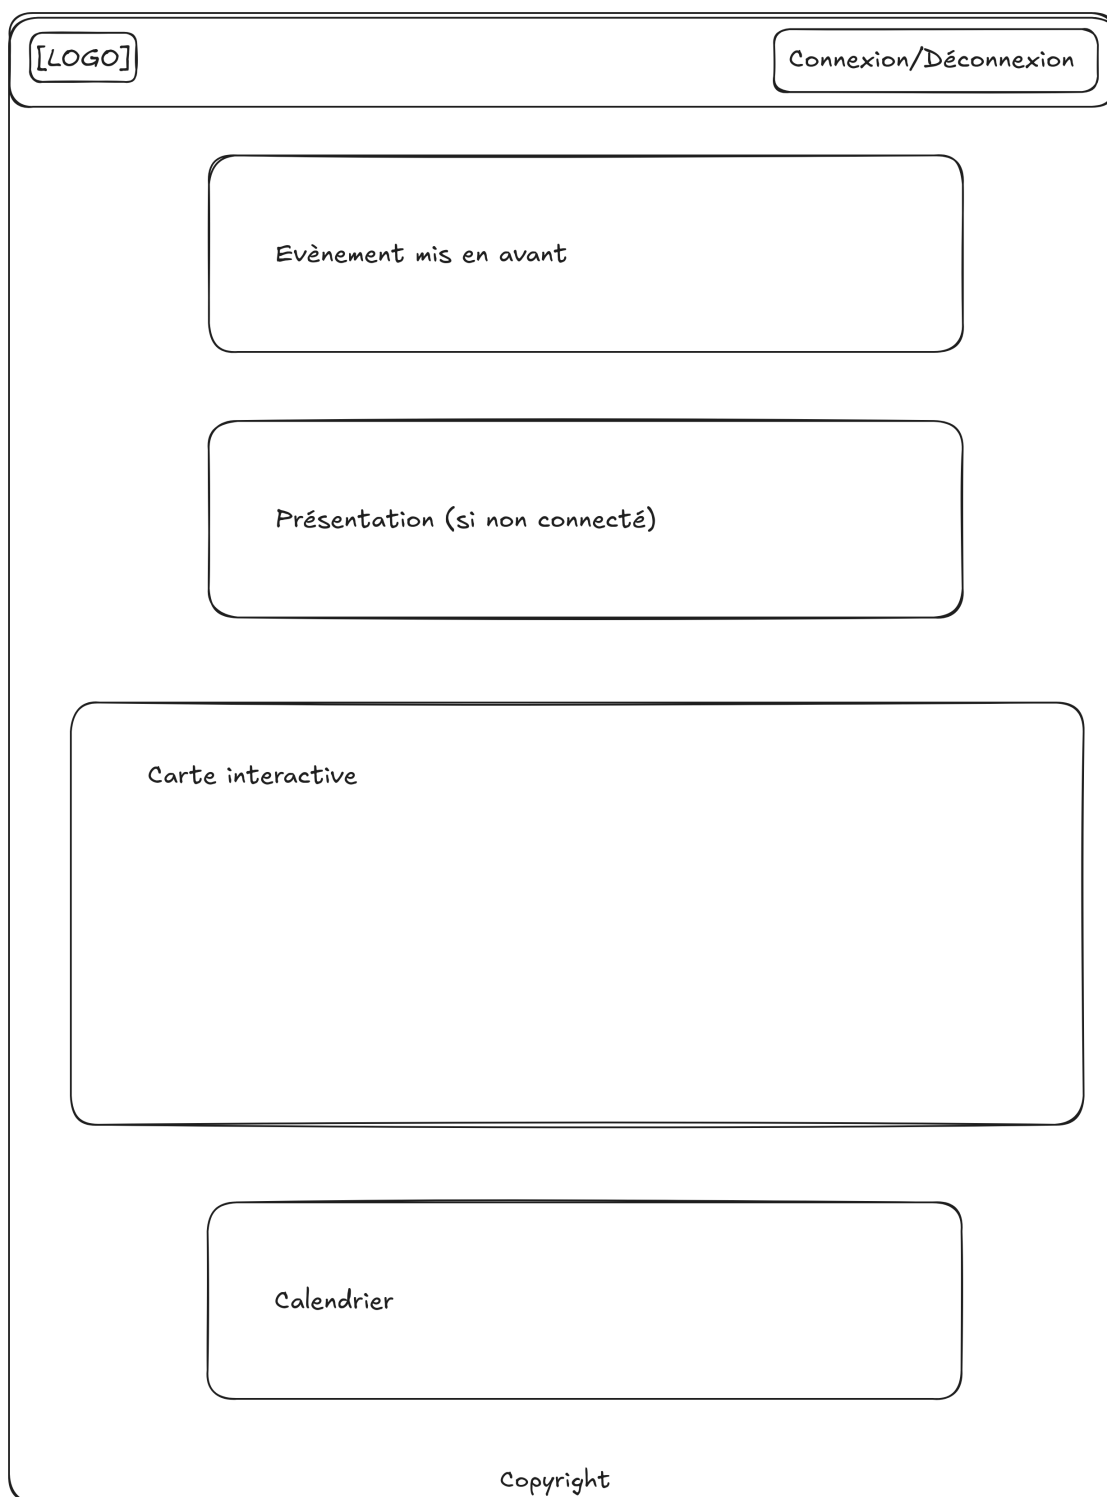 [LOGO]
Connexion/Déconnexion
Evènement mis en avant
Présentation (si non connecté)
Carte interactive
Calendrier
Copyright